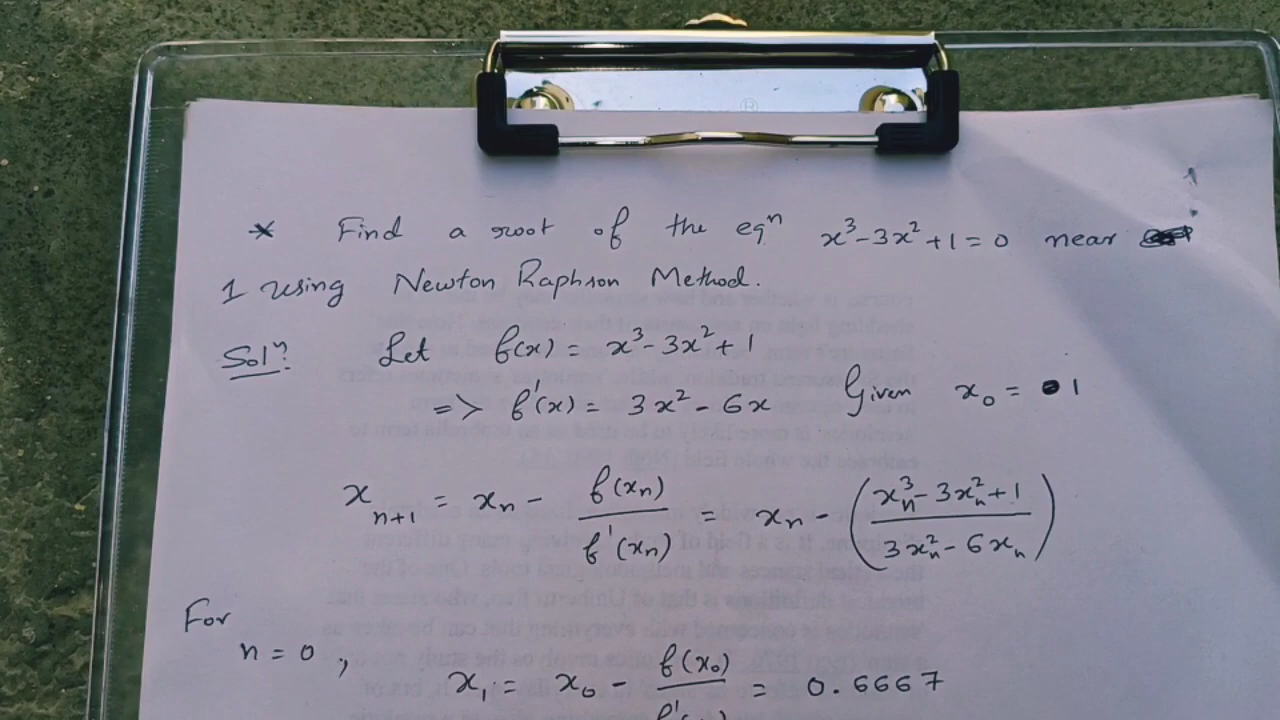 * Find a root of the eqⁿ x³-3x²+1=0 near
1 using Newton Raphson Method.
Solⁿ: Let f(x) = x³-3x²+1
=> f'(x) = 3x²-6x Given x₀ = 1
xₙ₊₁ = xₙ - f(xₙ)/f'(xₙ) = xₙ - ((xₙ³-3xₙ²+1)/(3xₙ²-6xₙ))
For
n = 0,
x₁ = x₀ - f(x₀)/f'(x₀) = 0.6667